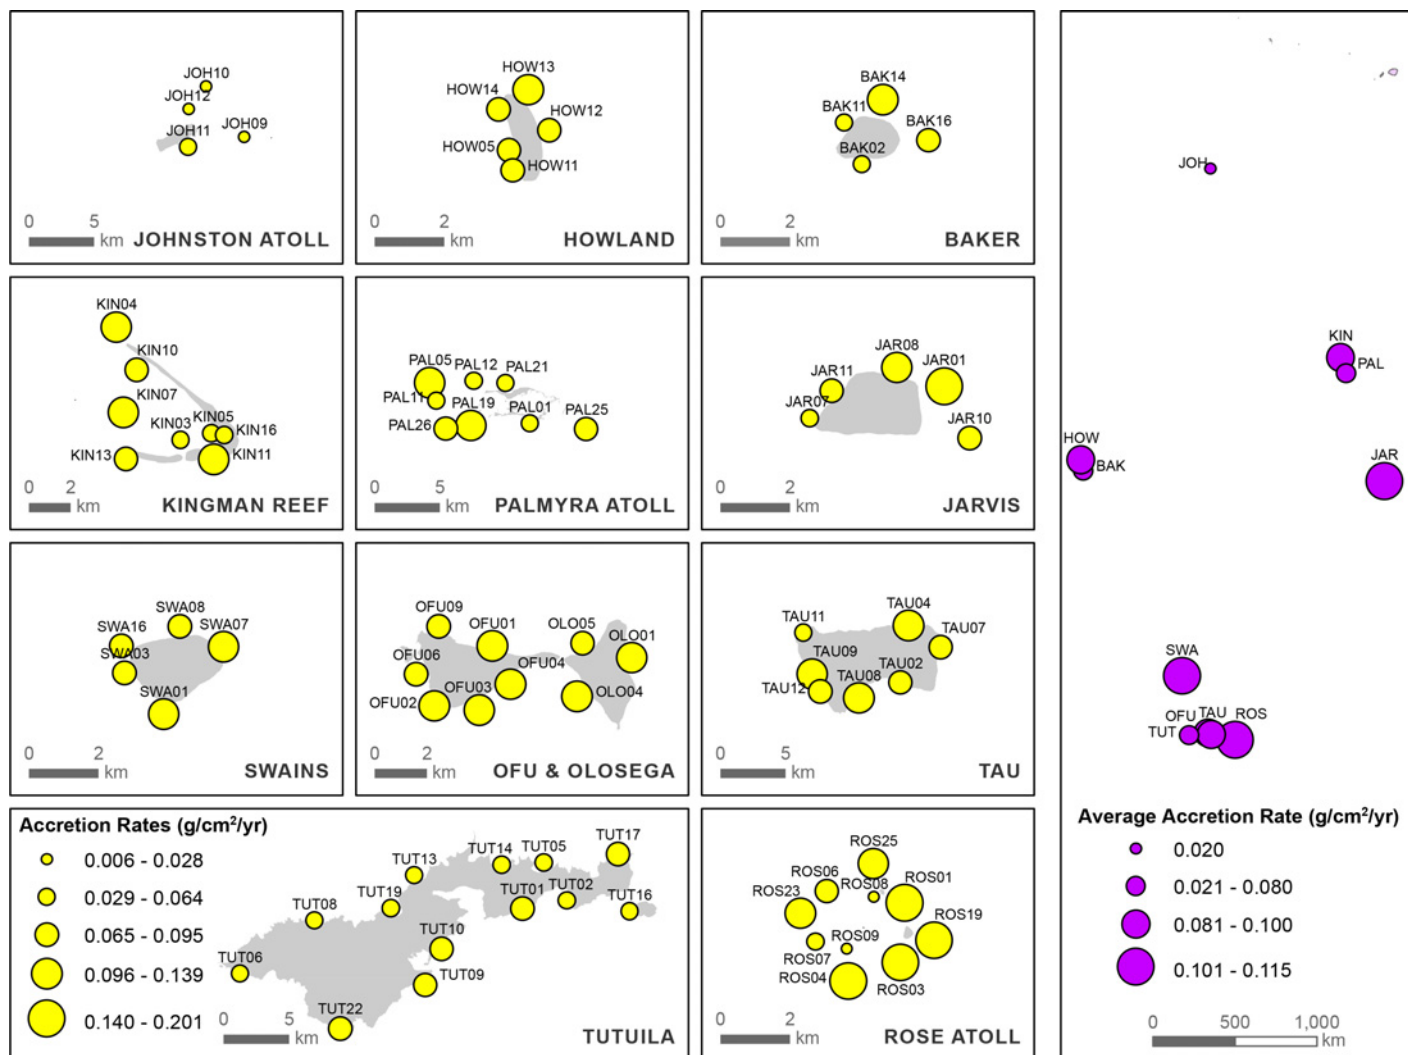 JOH10
JOH12
JOH11
JOH09
0 5
km
JOHNSTON ATOLL
HOW13
HOW14
HOW12
HOW05
HOW11
0 2
km
HOWLAND
BAK14
BAK11
BAK16
BAK02
0 2
km
BAKER
KIN04
KIN10
KIN07
KIN03
KIN05
KIN16
KIN13
KIN11
0 2
km
KINGMAN REEF
PAL05
PAL12
PAL21
PAL11
PAL19
PAL01
PAL25
PAL26
0 5
km
PALMYRA ATOLL
JAR08
JAR11
JAR01
JAR07
JAR10
0 2
km
JARVIS
SWA08
SWA16
SWA07
SWA03
SWA01
0 2
km
SWAINS
OFU09
OFU01
OLO05
OLO01
OFU06
OFU04
OFU03
OFU02
OLO04
0 2
km
OFU & OLOSEGA
TAU04
TAU11
TAU07
TAU09
TAU02
TAU08
TAU12
0 5
km
TAU
Accretion Rates (g/cm²/yr)
0.006 - 0.028
0.029 - 0.064
0.065 - 0.095
0.096 - 0.139
0.140 - 0.201
TUT17
TUT14
TUT05
TUT13
TUT01
TUT02
TUT16
TUT19
TUT08
TUT10
TUT06
TUT09
TUT22
0 5
km
TUTUILA
ROS25
ROS06
ROS08
ROS01
ROS23
ROS19
ROS09
ROS07
ROS04
ROS03
0 2
km
ROSE ATOLL
JOH
KIN
PAL
HOW
BAK
JAR
SWA
OFU
TAU
ROS
TUT
Average Accretion Rate (g/cm²/yr)
0.020
0.021 - 0.080
0.081 - 0.100
0.101 - 0.115
0 500 1,000
km